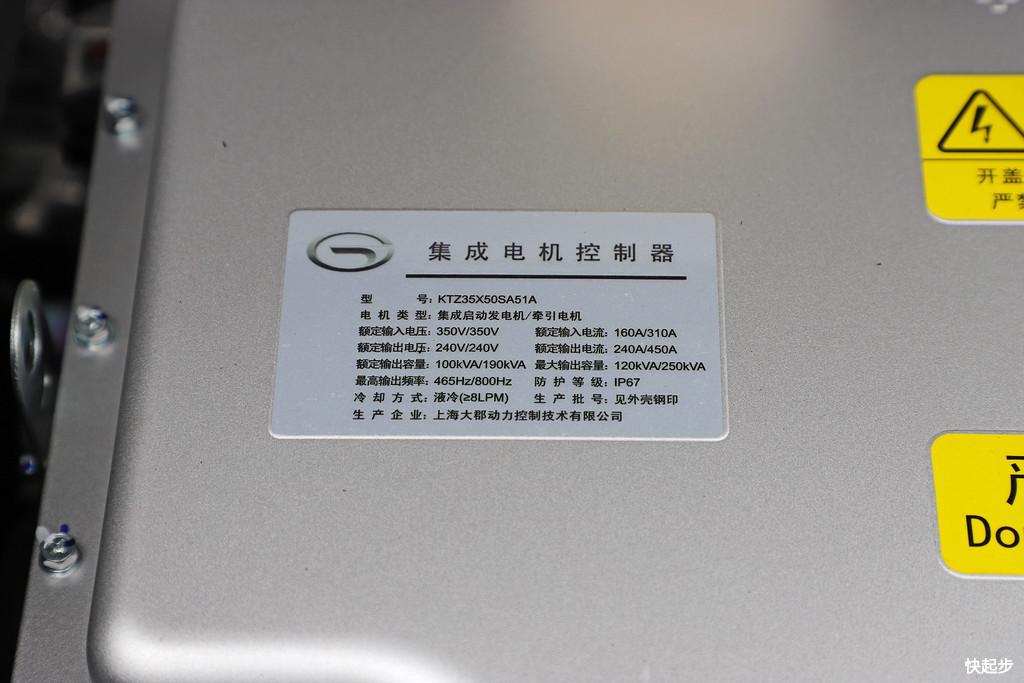 开盖
严禁
集成电机控制器
型 号: KTZ35X50SA51A
电机类型: 集成启动发电机/牵引电机
额定输入电压: 350V/350V 额定输入电流: 160A/310A
额定输出电压: 240V/240V 额定输出电流: 240A/450A
额定输出容量: 100kVA/190kVA 最大输出容量: 120kVA/250kVA
最高输出频率: 465Hz/800Hz 防护等级: IP67
冷却方式: 液冷(≥8LPM) 生产批号: 见外壳钢印
生产企业: 上海大郡动力控制技术有限公司
严
Do
快起步